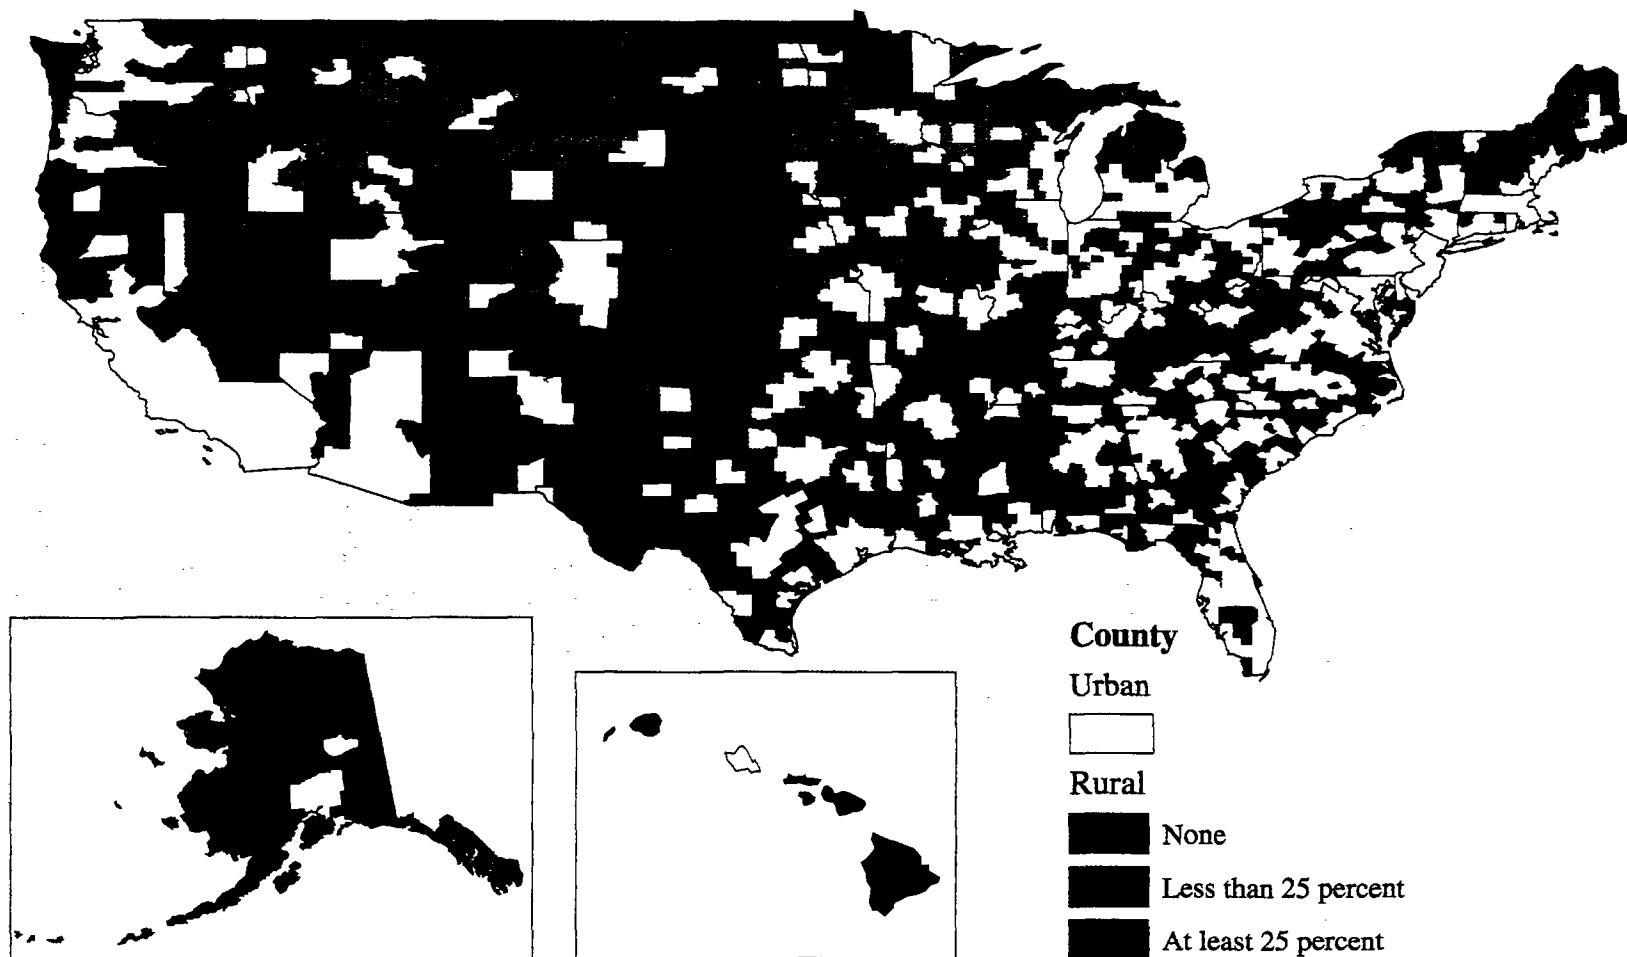 County
Urban
Rural
None
Less than 25 percent
At least 25 percent